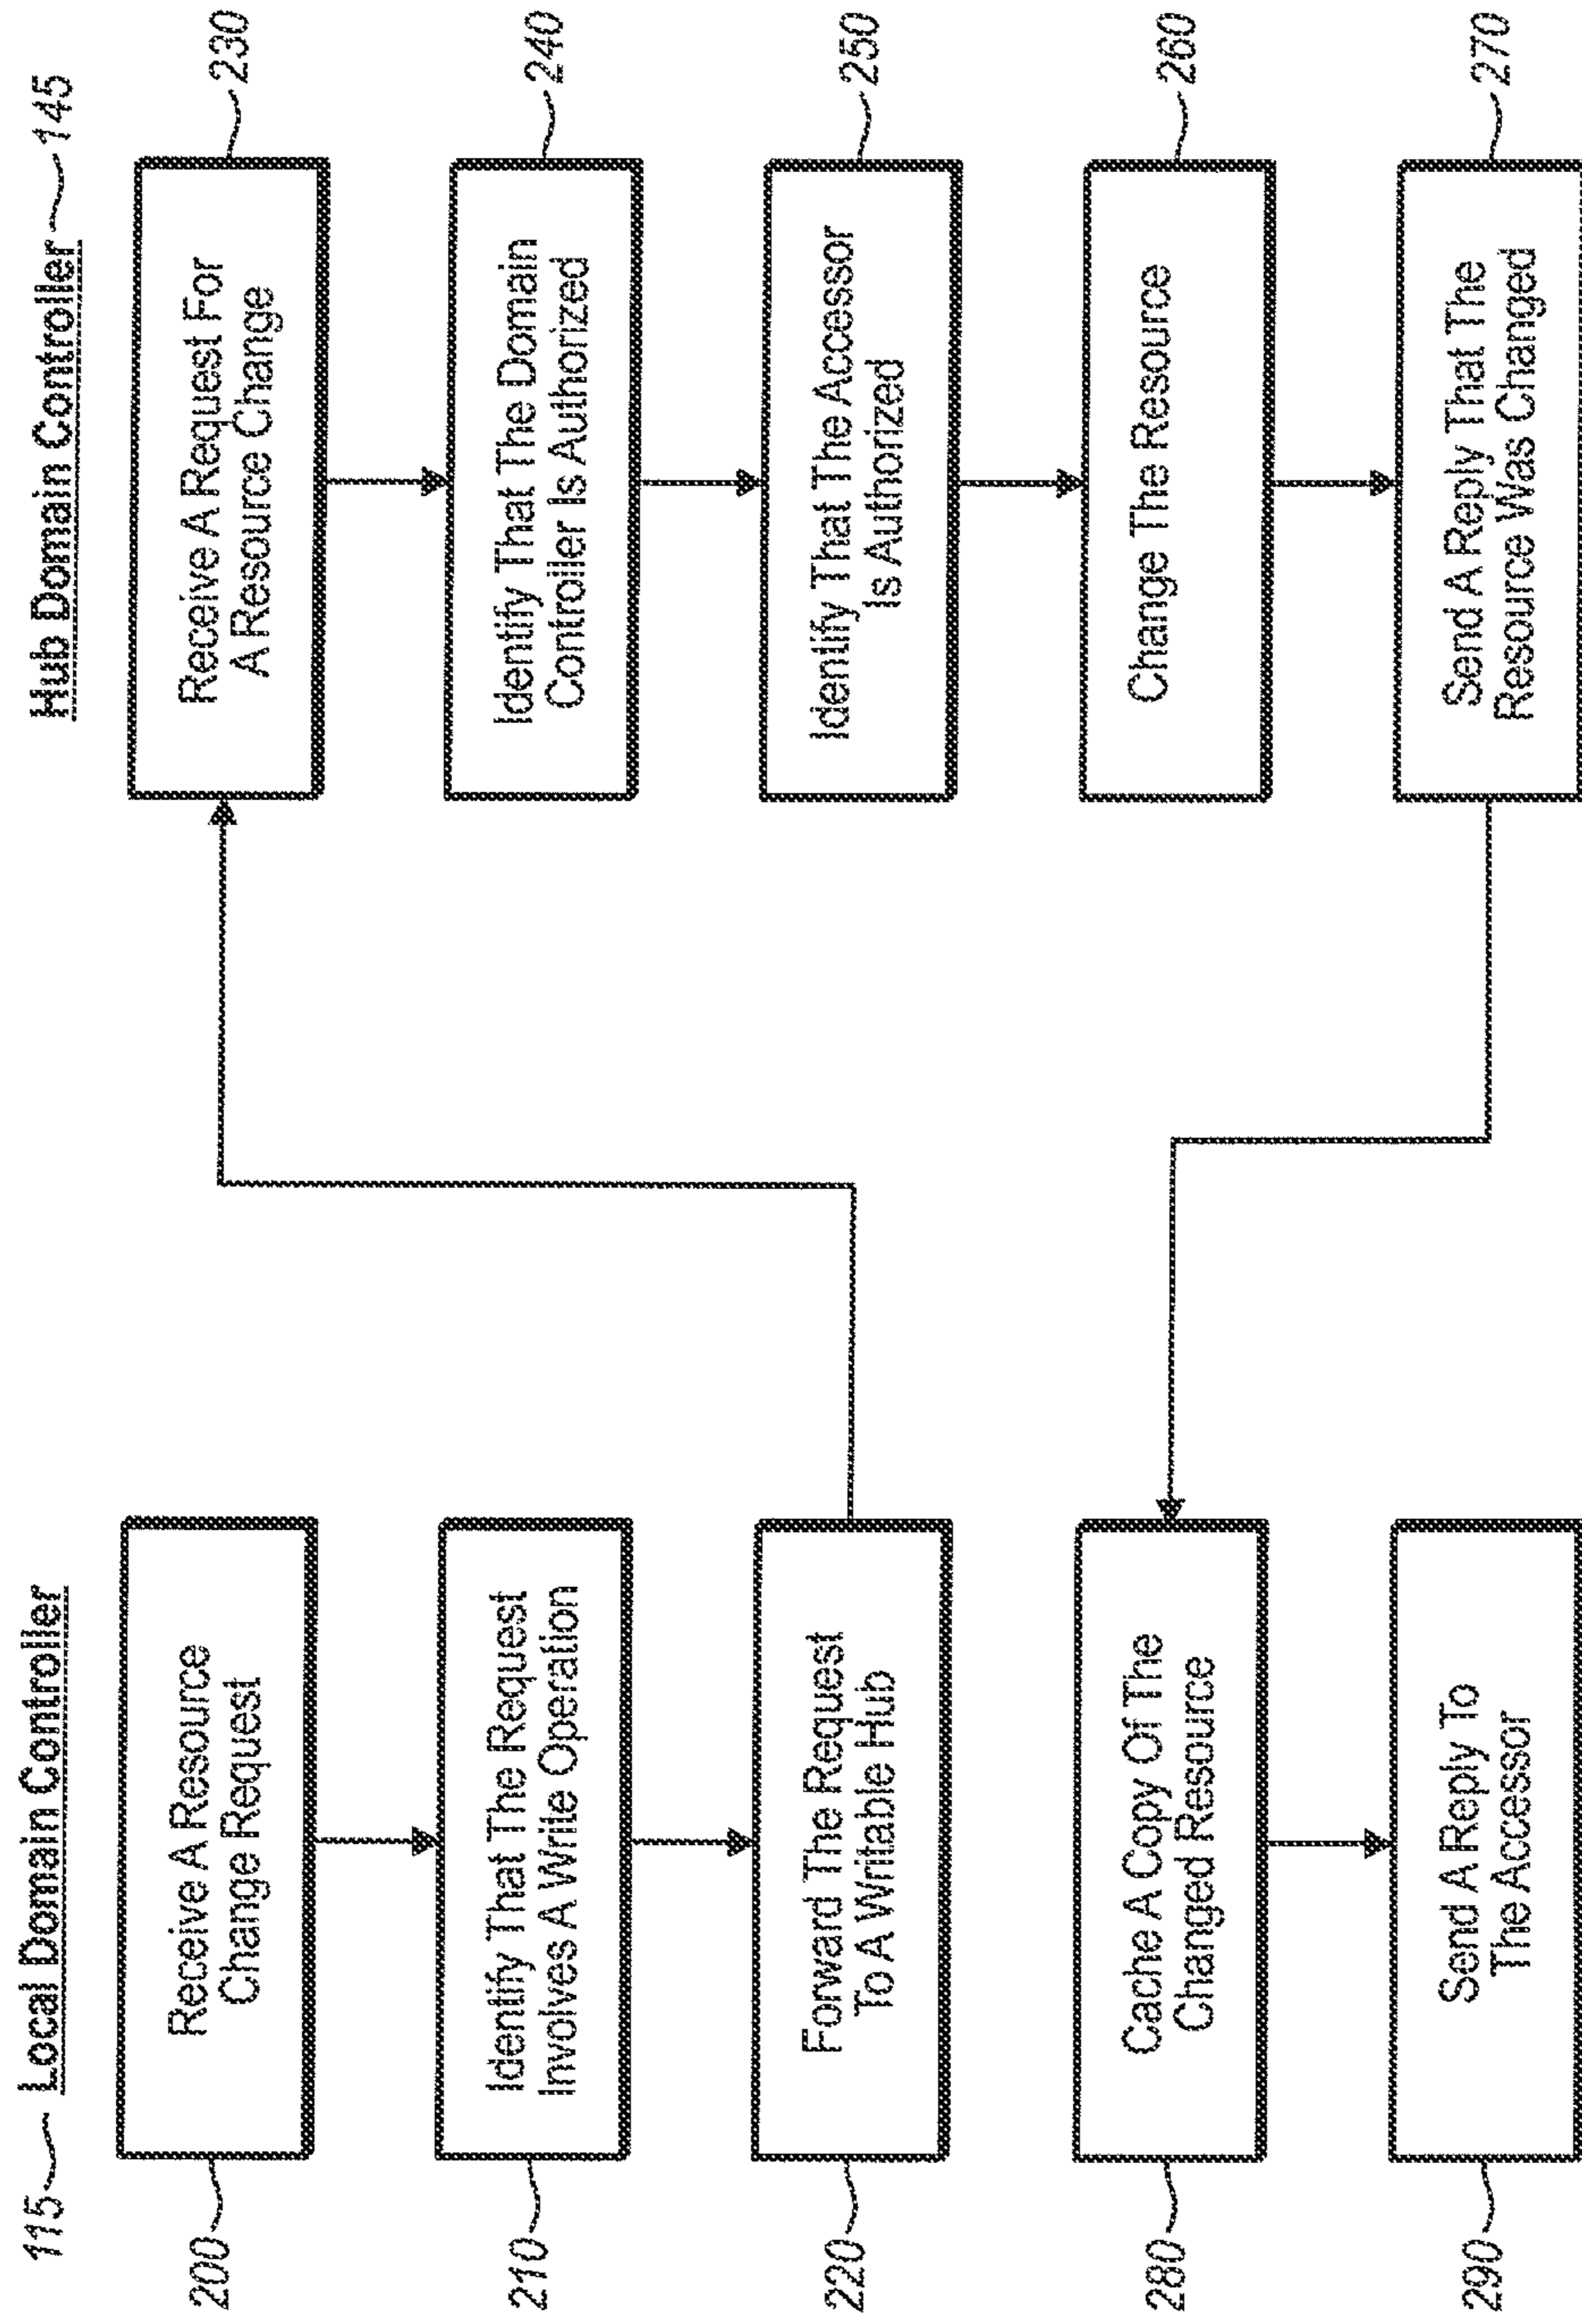 115
Local Domain Controller
200
Receive A Resource
Change Request
210
Identify That The Request
Involves A Write Operation
220
Forward The Request
To A Writable Hub
280
Cache A Copy Of The
Changed Resource
290
Send A Reply To
The Accessor
Hub Domain Controller
145
Receive A Request For
A Resource Change
230
Identify That The Domain
Controller Is Authorized
240
Identify That The Accessor
Is Authorized
250
Change The Resource
260
Send A Reply That The
Resource Was Changed
270